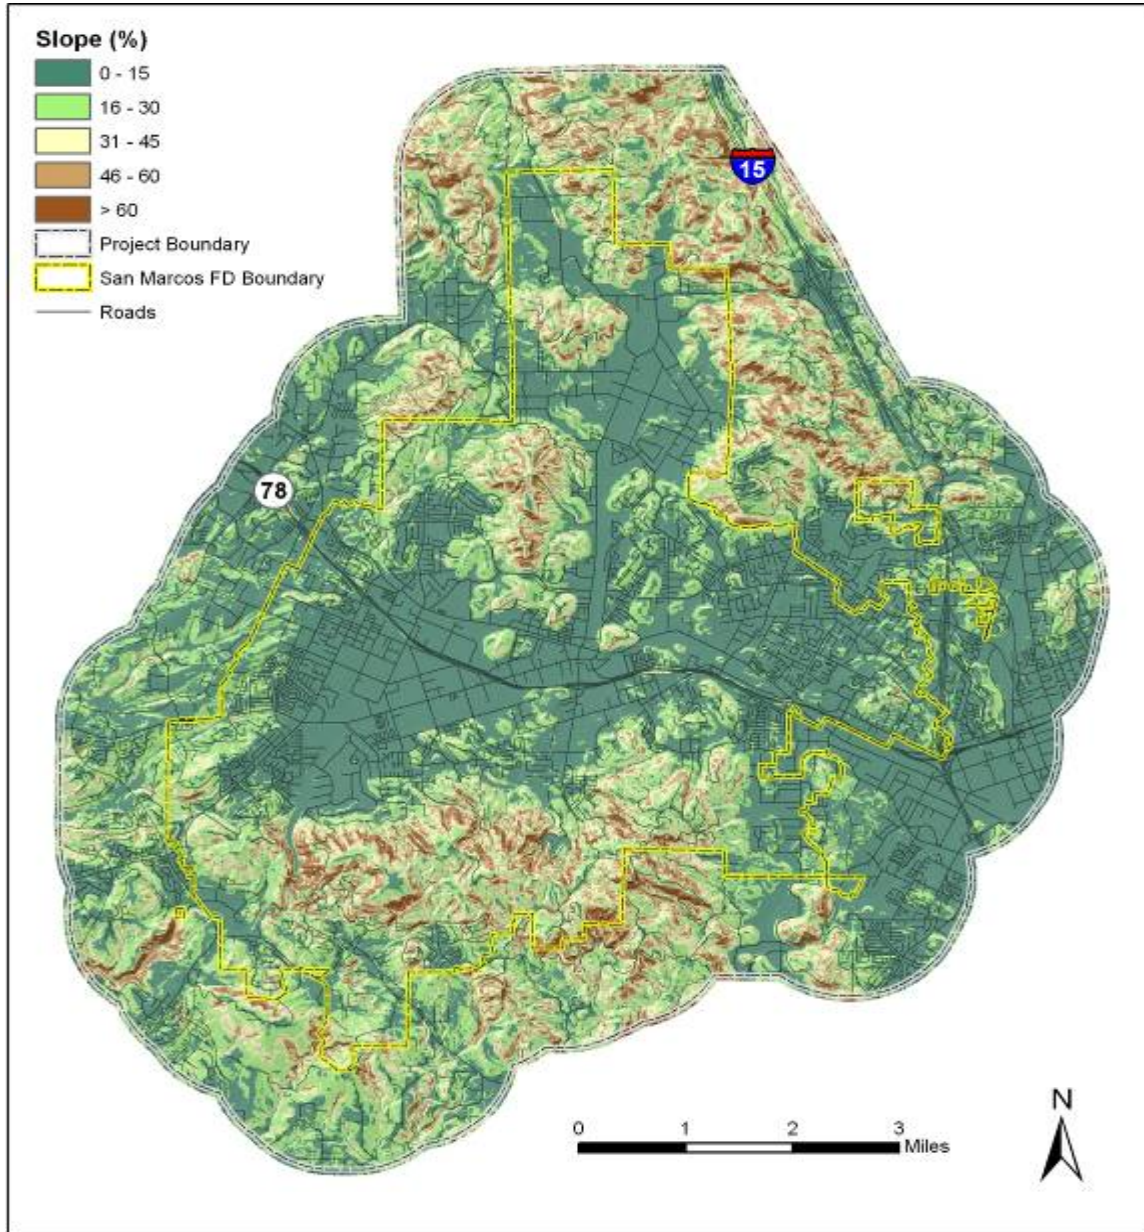 Slope (%)
0 - 15
16 - 30
31 - 45
46 - 60
> 60
Project Boundary
San Marcos FD Boundary
Roads
15
78
N
0 1 2 3
Miles